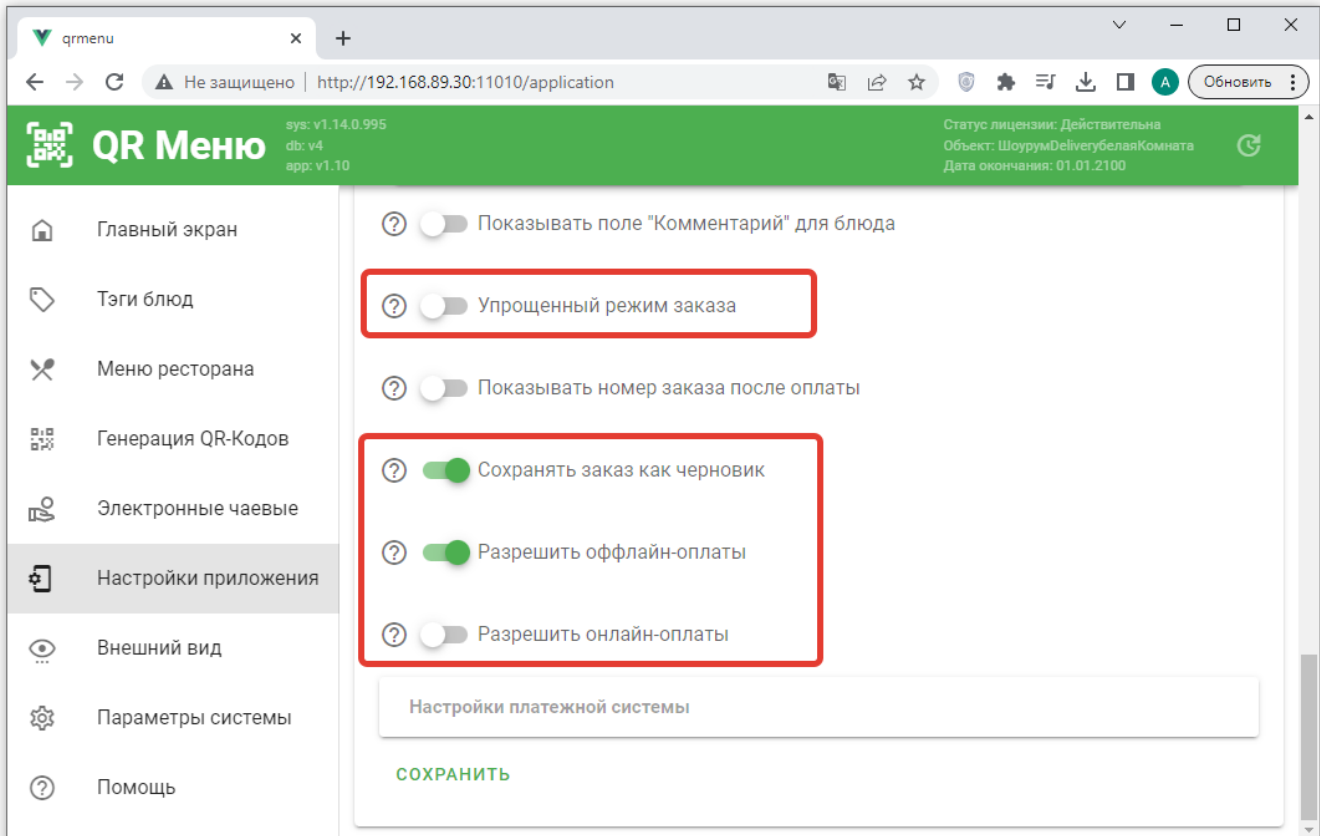 qrmenu
Не защищено
http://192.168.89.30:11010/application
A
Обновить
QR Меню
sys: v1.14.0.995
db: v4
app: v1.10
Статус лицензии: Действительна
Объект: ШоурумDeliveryбелаяКомната
Дата окончания: 01.01.2100
Главный экран
Тэги блюд
Меню ресторана
Генерация QR-Кодов
Электронные чаевые
Настройки приложения
Внешний вид
Параметры системы
Помощь
Показывать поле "Комментарий" для блюда
Упрощенный режим заказа
Показывать номер заказа после оплаты
Сохранять заказ как черновик
Разрешить оффлайн-оплаты
Разрешить онлайн-оплаты
Настройки платежной системы
СОХРАНИТЬ